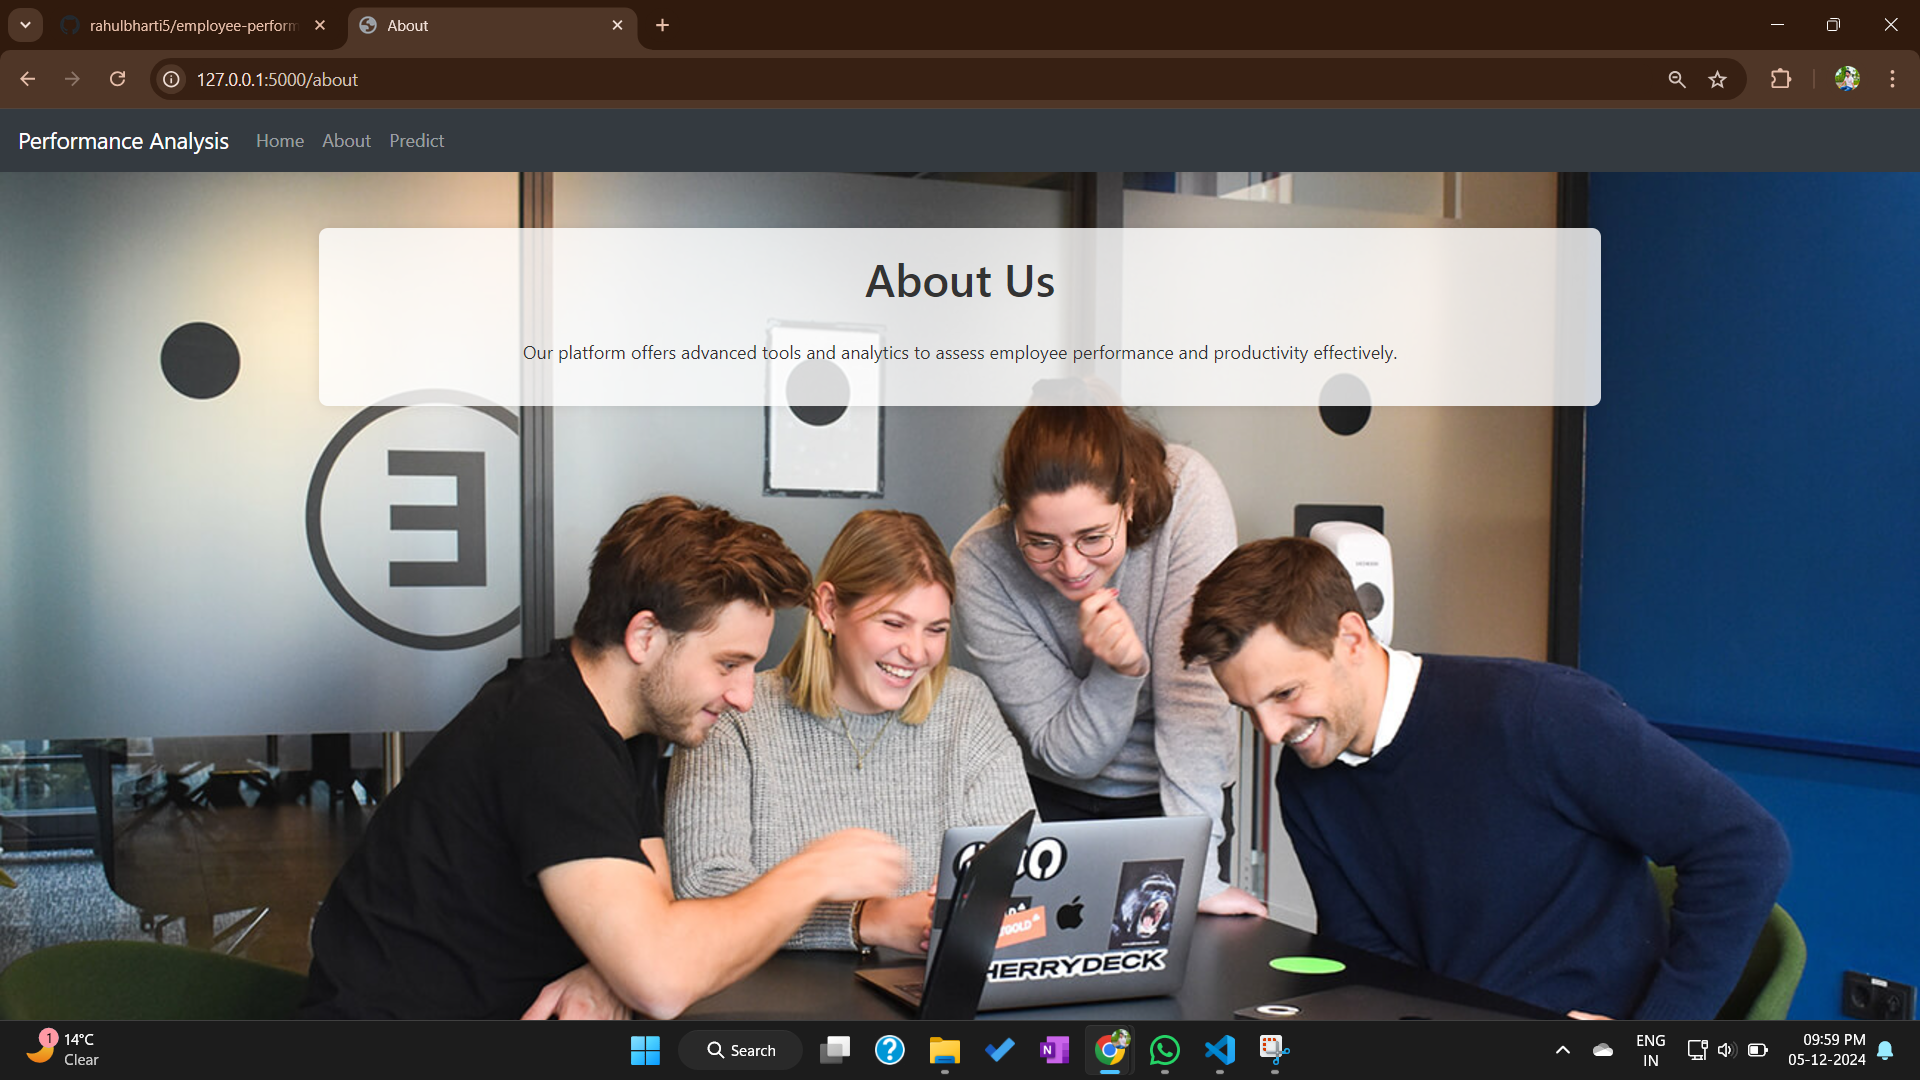 rahulbharti5/employee-perform
About
127.0.0.1:5000/about
Performance Analysis
Home
About
Predict
About Us
Our platform offers advanced tools and analytics to assess employee performance and productivity effectively.
E
GOLD
HERRYDECK
1
14°C
Clear
Search
N
ENG
IN
09:59 PM
05-12-2024